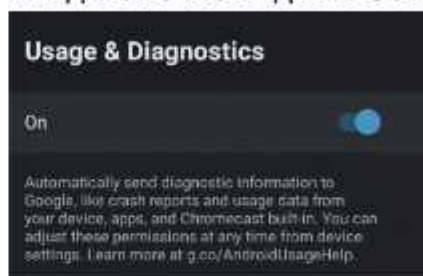 Usage & Diagnostics
On
Automatically send diagnostic information to
Google, like crash reports and usage data from
your device, apps, and Chromecast built-in. You can
adjust these permissions at any time from device
settings. Learn more at g.co/AndroidUsageHelp.